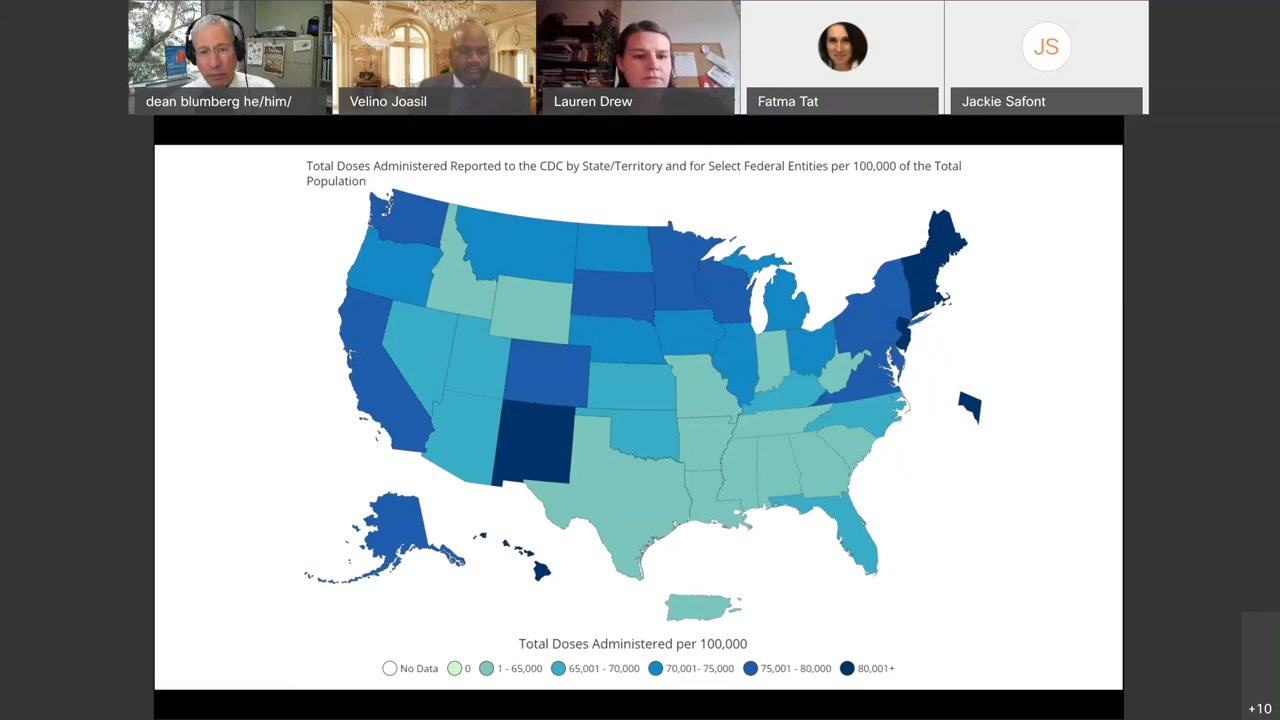 dean blumberg he/him/
Velino Joasil
Lauren Drew
Fatma Tat
JS
Jackie Safont
Total Doses Administered Reported to the CDC by State/Territory and for Select Federal Entities per 100,000 of the Total
Population
Total Doses Administered per 100,000
No Data 0 1 - 65,000 65,001 - 70,000 70,001- 75,000 75,001 - 80,000 80,001+
+10